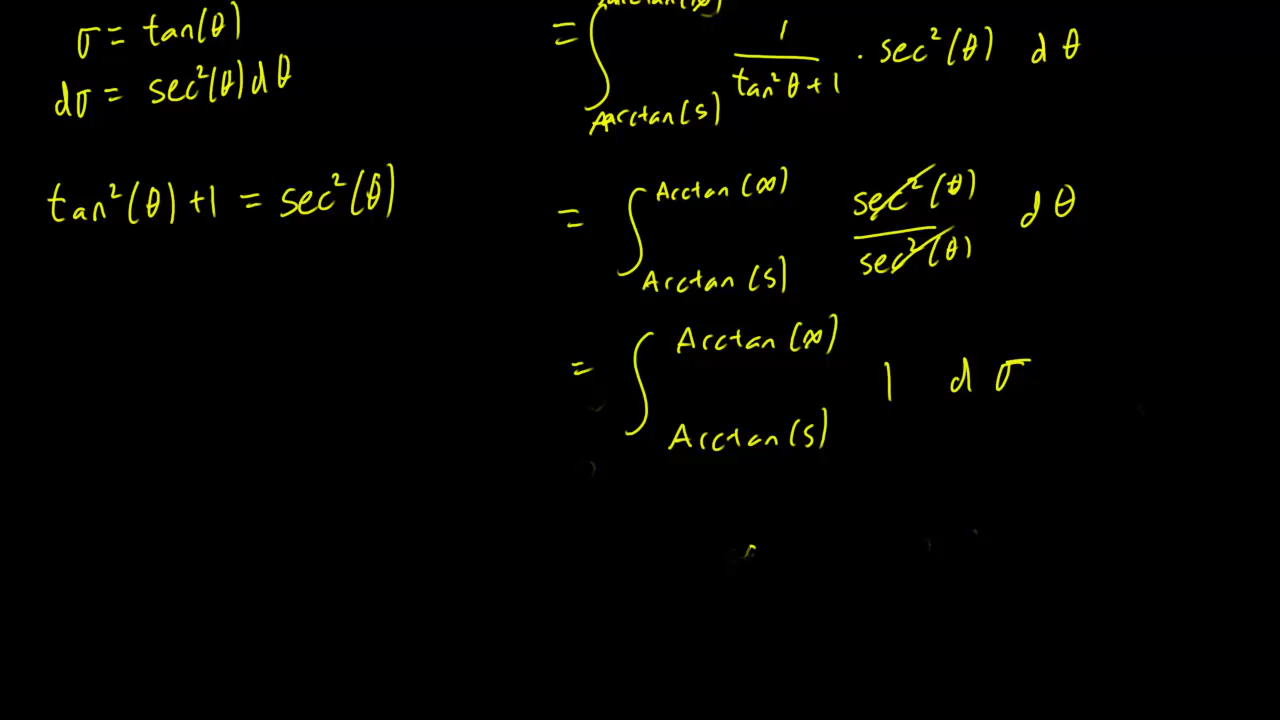 σ = tan(θ)
dσ = sec²(θ)dθ
tan²(θ) + 1 = sec²(θ)
= ∫_{Arctan(s)}^{Arctan(∞)} 1/(tan²θ+1) · sec²(θ) dθ
= ∫_{Arctan(s)}^{Arctan(∞)} sec²(θ)/sec²(θ) dθ
= ∫_{Arctan(s)}^{Arctan(∞)} 1 dσ